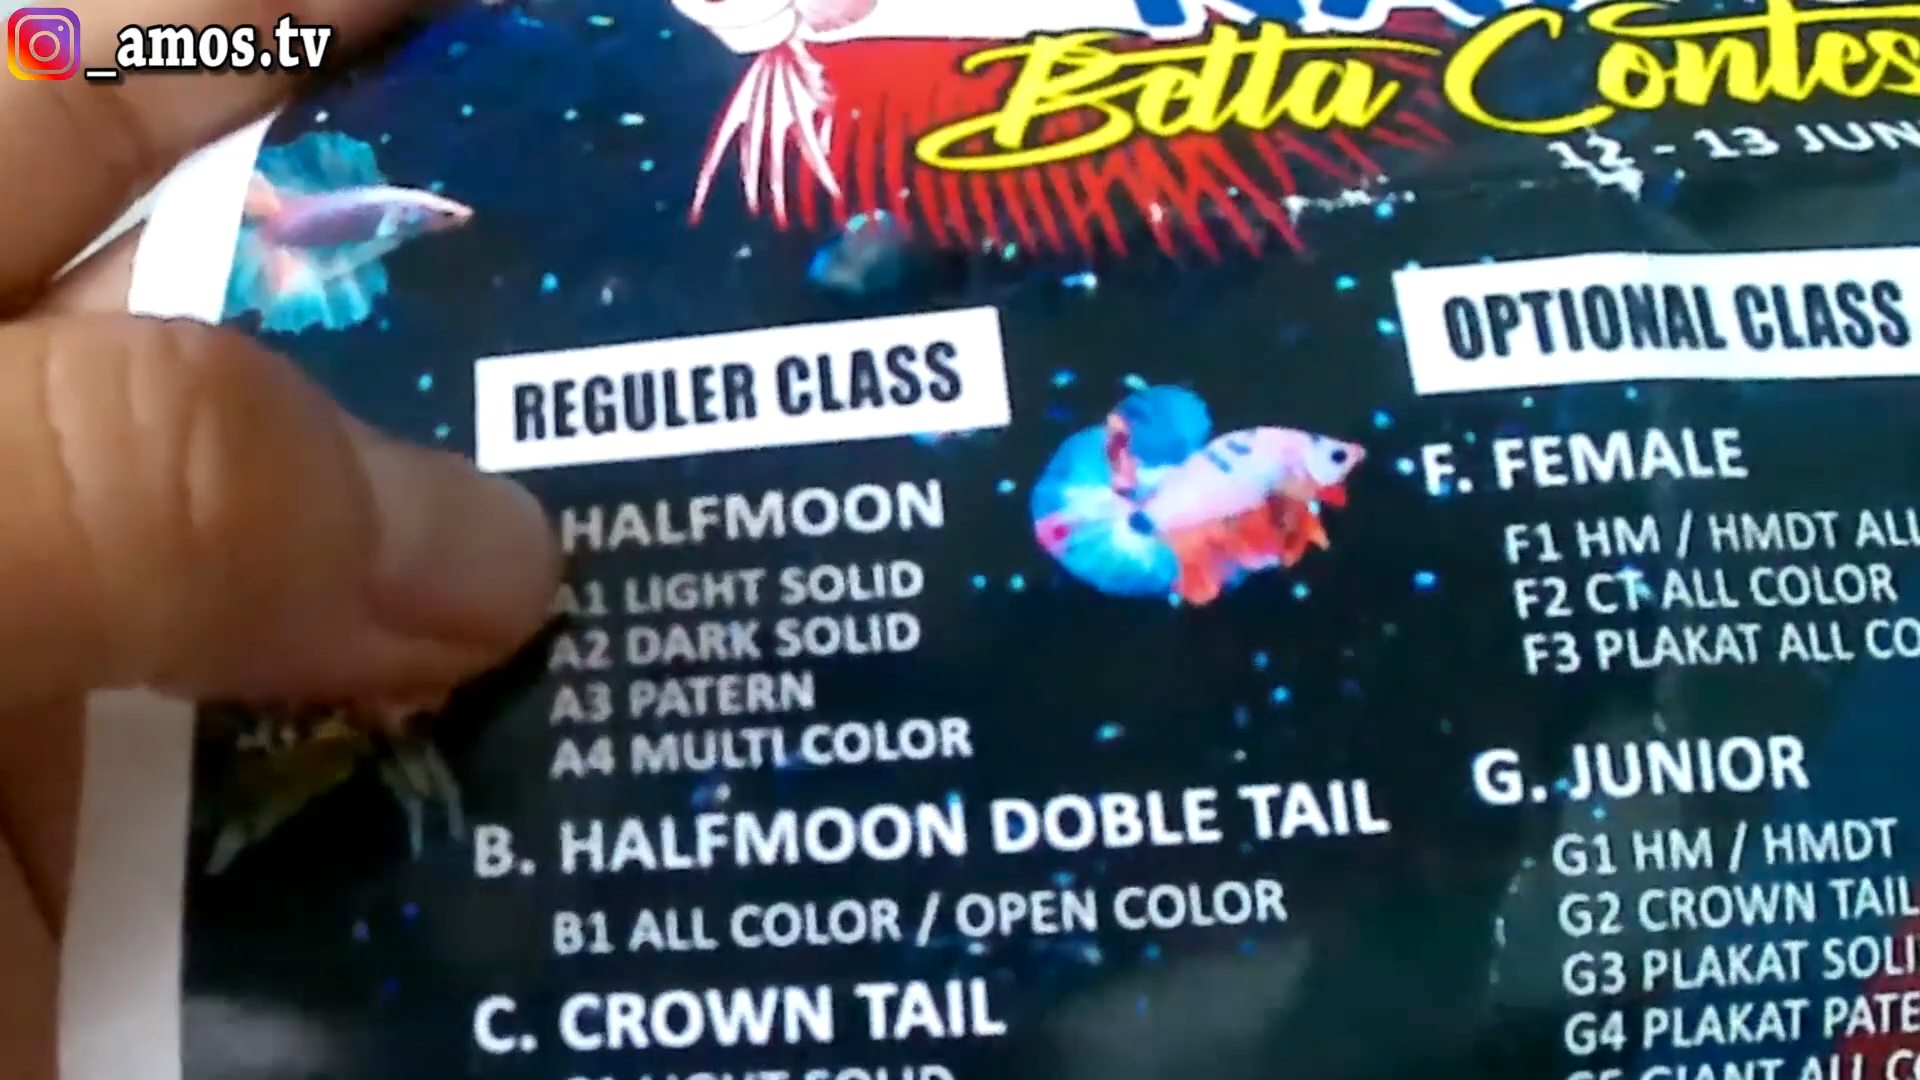 _amos.tv
Betta Contes
12 - 13 JUN
REGULER CLASS
HALFMOON
A1 LIGHT SOLID
A2 DARK SOLID
A3 PATERN
A4 MULTI COLOR
B. HALFMOON DOBLE TAIL
B1 ALL COLOR / OPEN COLOR
C. CROWN TAIL
OPTIONAL CLASS
F. FEMALE
F1 HM / HMDT ALL
F2 CT ALL COLOR
F3 PLAKAT ALL CO
G. JUNIOR
G1 HM / HMDT
G2 CROWN TAIL
G3 PLAKAT SOLI
G4 PLAKAT PATE